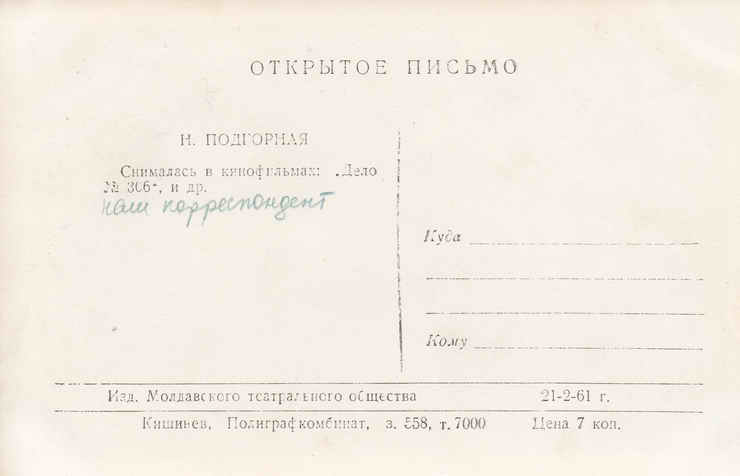 ОТКРЫТОЕ ПИСЬМО
Н. ПОДГОРНАЯ
Снималась в кинофильмах: „Дело
№ 306“, и др.
наш корреспондент
Куда
Кому
Изд. Молдавского театрального общества 21-2-61 г.
Кишинев, Полиграфкомбинат, з. 558, т. 7000 Цена 7 коп.